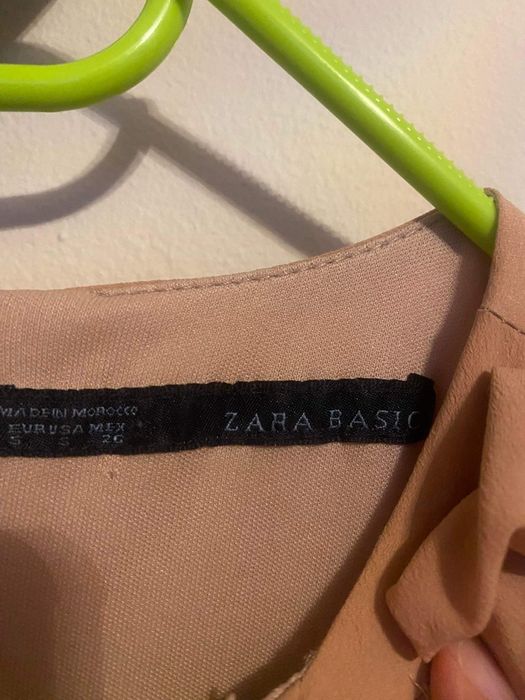 MADE IN MOROCCO
EUR USA MEX
S S 26
ZARA BASIC